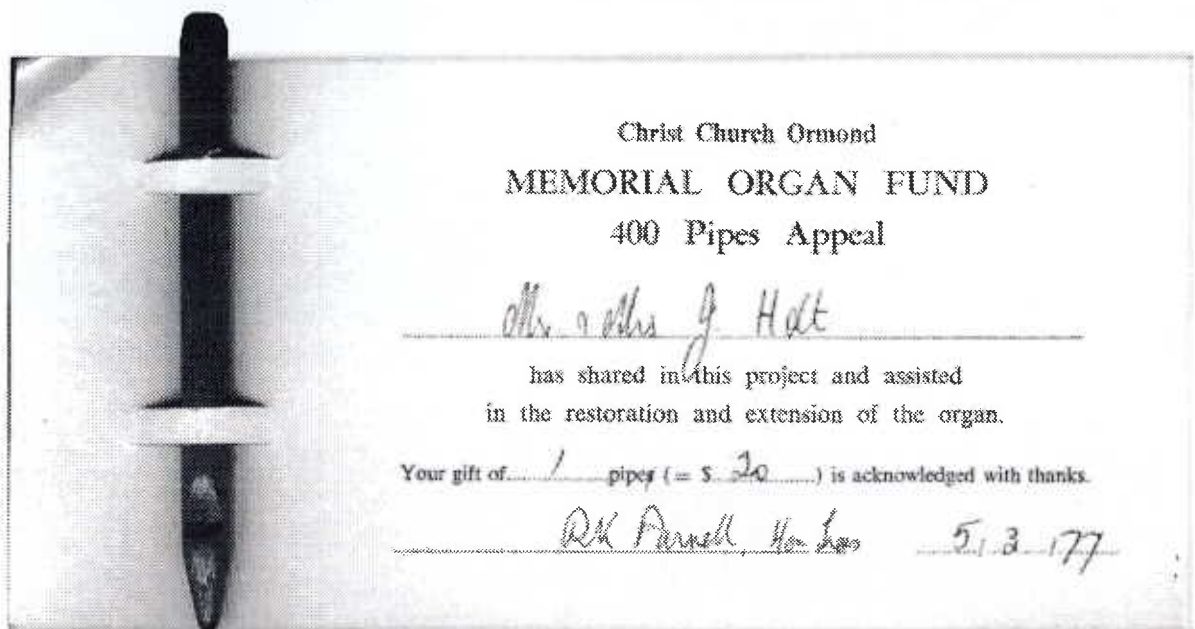 Christ Church Ormond
MEMORIAL ORGAN FUND
400 Pipes Appeal
Mr & Mrs J Holt
has shared in this project and assisted
in the restoration and extension of the organ.
Your gift of 1 pipes (= $ 20 ) is acknowledged with thanks.
Parnell, Hon 5/3/77